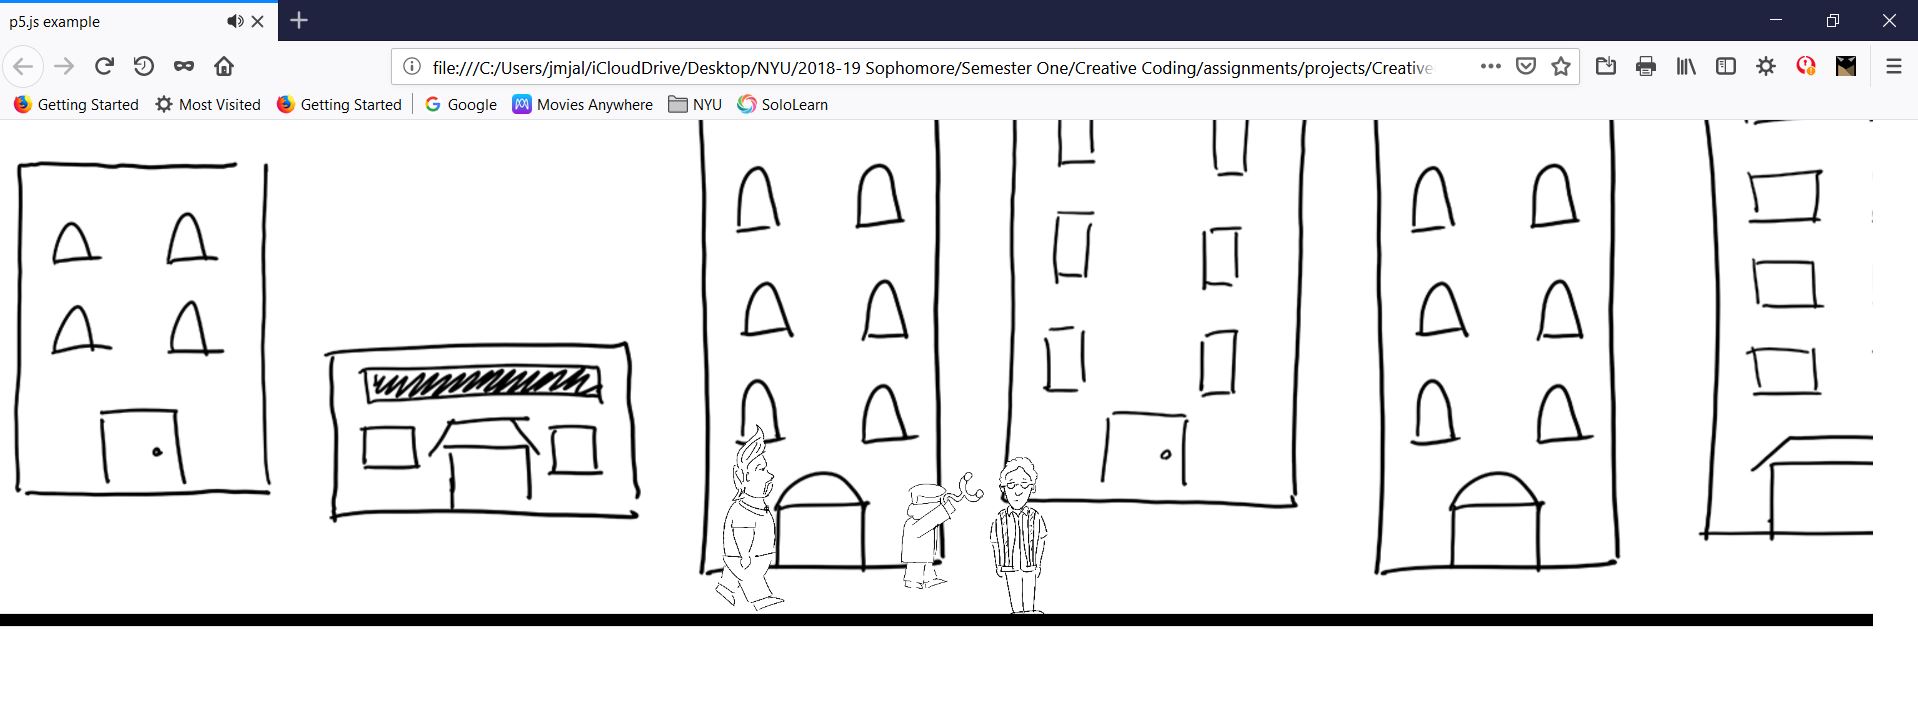 p5.js example
file:///C:/Users/jmjal/iCloudDrive/Desktop/NYU/2018-19 Sophomore/Semester One/Creative Coding/assignments/projects/Creative
Getting Started Most Visited Getting Started Google Movies Anywhere NYU SoloLearn